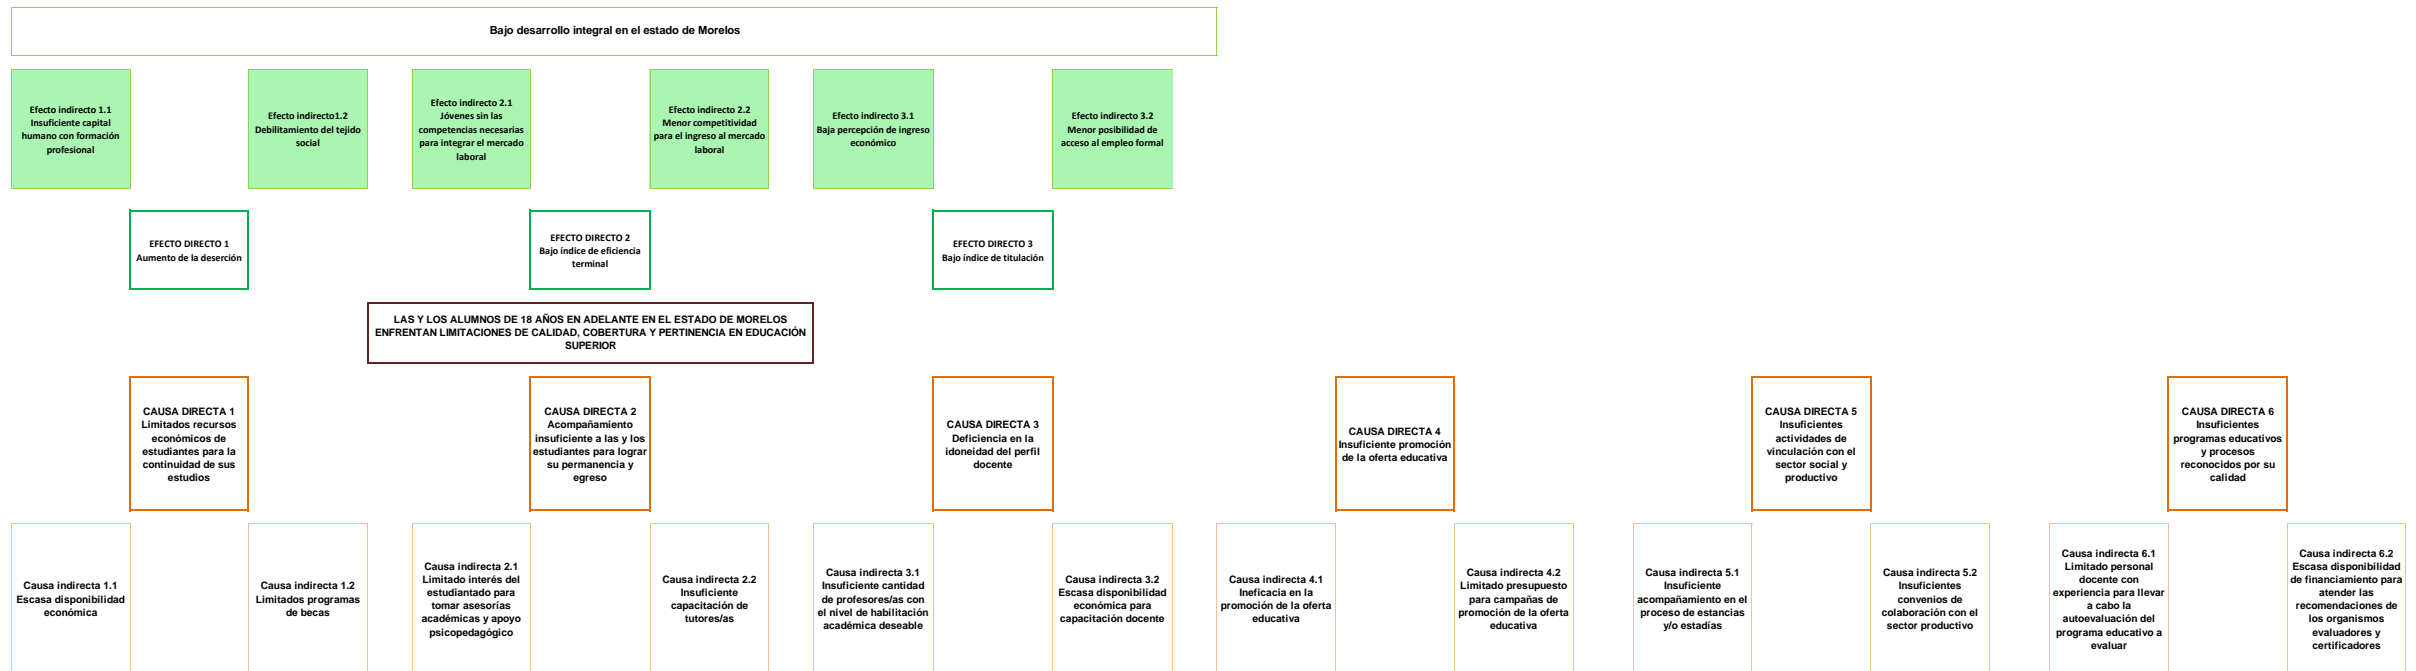 Bajo desarrollo integral en el estado de Morelos
Efecto indirecto 1.1
Insuficiente capital
humano con formación
profesional
Efecto indirecto1.2
Debilitamiento del tejido
social
Efecto indirecto 2.1
Jóvenes sin las
competencias necesarias
para integrar el mercado
laboral
Efecto indirecto 2.2
Menor competitividad
para el ingreso al mercado
laboral
Efecto indirecto 3.1
Baja percepción de ingreso
económico
Efecto indirecto 3.2
Menor posibilidad de
acceso al empleo formal
EFECTO DIRECTO 1
Aumento de la deserción
EFECTO DIRECTO 2
Bajo índice de eficiencia
terminal
EFECTO DIRECTO 3
Bajo índice de titulación
LAS Y LOS ALUMNOS DE 18 AÑOS EN ADELANTE EN EL ESTADO DE MORELOS
ENFRENTAN LIMITACIONES DE CALIDAD, COBERTURA Y PERTINENCIA EN EDUCACIÓN
SUPERIOR
CAUSA DIRECTA 1
Limitados recursos
económicos de
estudiantes para la
continuidad de sus
estudios
CAUSA DIRECTA 2
Acompañamiento
insuficiente a las y los
estudiantes para lograr
su permanencia y
egreso
CAUSA DIRECTA 3
Deficiencia en la
idoneidad del perfil
docente
CAUSA DIRECTA 4
Insuficiente promoción
de la oferta educativa
CAUSA DIRECTA 5
Insuficientes
actividades de
vinculación con el
sector social y
productivo
CAUSA DIRECTA 6
Insuficientes
programas educativos
y procesos
reconocidos por su
calidad
Causa indirecta 1.1
Escasa disponibilidad
económica
Causa indirecta 1.2
Limitados programas
de becas
Causa indirecta 2.1
Limitado interés del
estudiantado para
tomar asesorías
académicas y apoyo
psicopedagógico
Causa indirecta 2.2
Insuficiente
capacitación de
tutores/as
Causa indirecta 3.1
Insuficiente cantidad
de profesores/as con
el nivel de habilitación
académica deseable
Causa indirecta 3.2
Escasa disponibilidad
económica para
capacitación docente
Causa indirecta 4.1
Ineficacia en la
promoción de la oferta
educativa
Causa indirecta 4.2
Limitado presupuesto
para campañas de
promoción de la oferta
educativa
Causa indirecta 5.1
Insuficiente
acompañamiento en el
proceso de estancias
y/o estadías
Causa indirecta 5.2
Insuficientes
convenios de
colaboración con el
sector productivo
Causa indirecta 6.1
Limitado personal
docente con
experiencia para llevar
a cabo la
autoevaluación del
programa educativo a
evaluar
Causa indirecta 6.2
Escasa disponibilidad
de financiamiento para
atender las
recomendaciones de
los organismos
evaluadores y
certificadores